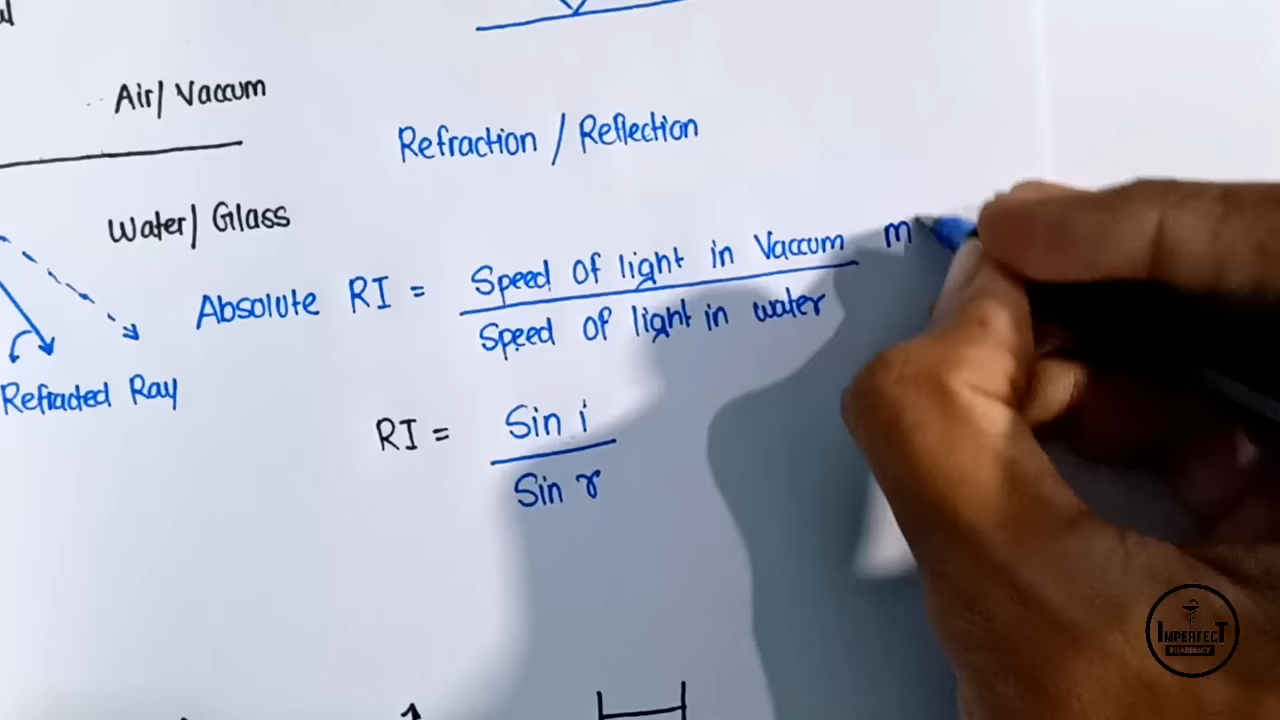 Air/ Vaccum
Refraction / Reflection
Water/ Glass
Absolute RI = Speed of light in Vaccum m
Speed of light in water
Refracted Ray
RI = Sin i
Sin r
IMPERFECT
PHARMACY